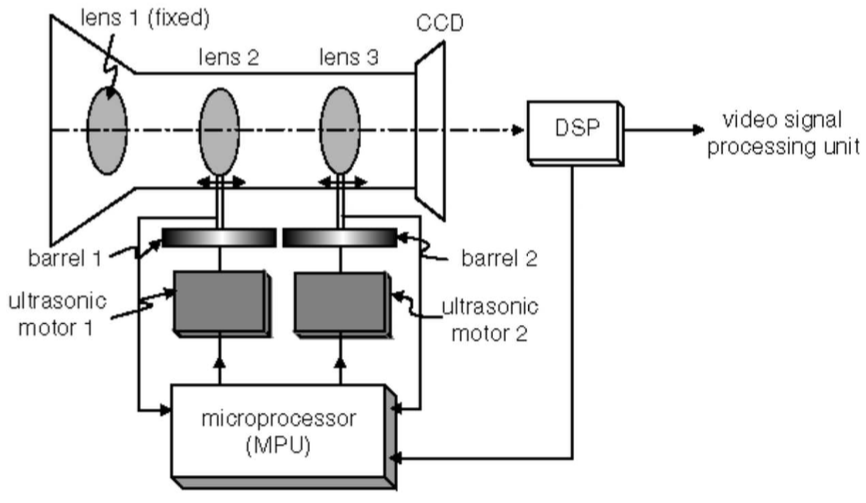 lens 1 (fixed)
CCD
lens 2
lens 3
DSP
video signal
processing unit
barrel 1
barrel 2
ultrasonic
motor 1
ultrasonic
motor 2
microprocessor
(MPU)